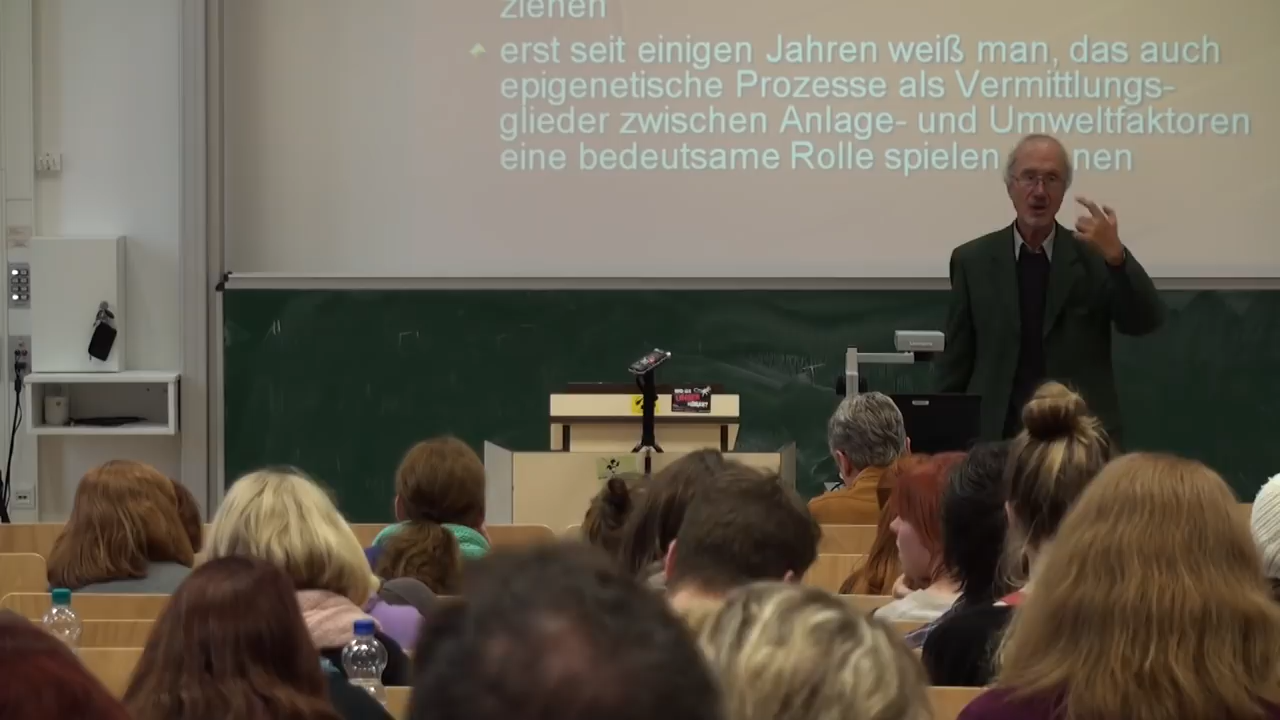 ziehen
erst seit einigen Jahren weiß man, das auch
epigenetische Prozesse als Vermittlungs-
glieder zwischen Anlage- und Umweltfaktoren
eine bedeutsame Rolle spielen